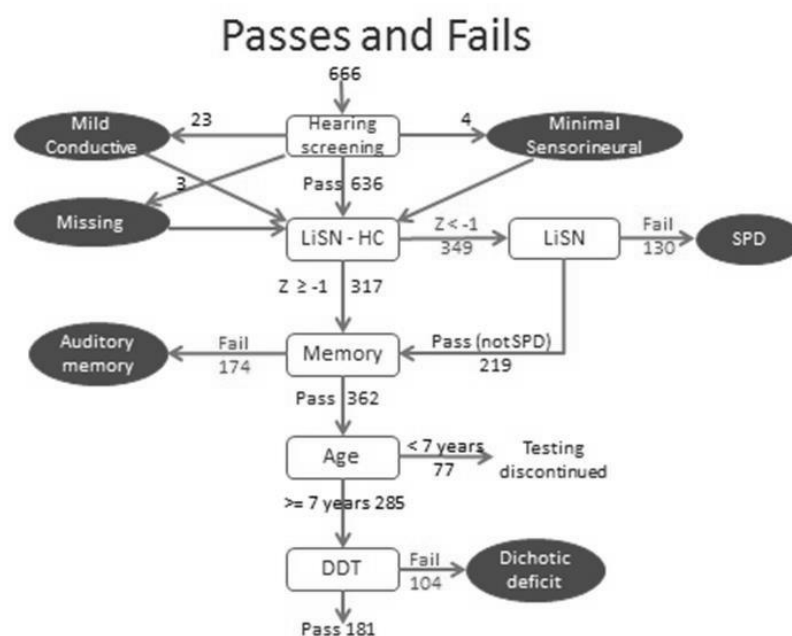 Passes and Fails
666
Mild
Conductive
23
Hearing
screening
4
Minimal
Sensorineural
3
Pass 636
Missing
LiSN - HC
Z < -1
349
LiSN
Fail
130
SPD
Z ≥ -1 317
Auditory
memory
Fail
174
Memory
Pass (not SPD)
219
Pass 362
Age
< 7 years
77
Testing
discontinued
>= 7 years 285
DDT
Fail
104
Dichotic
deficit
Pass 181